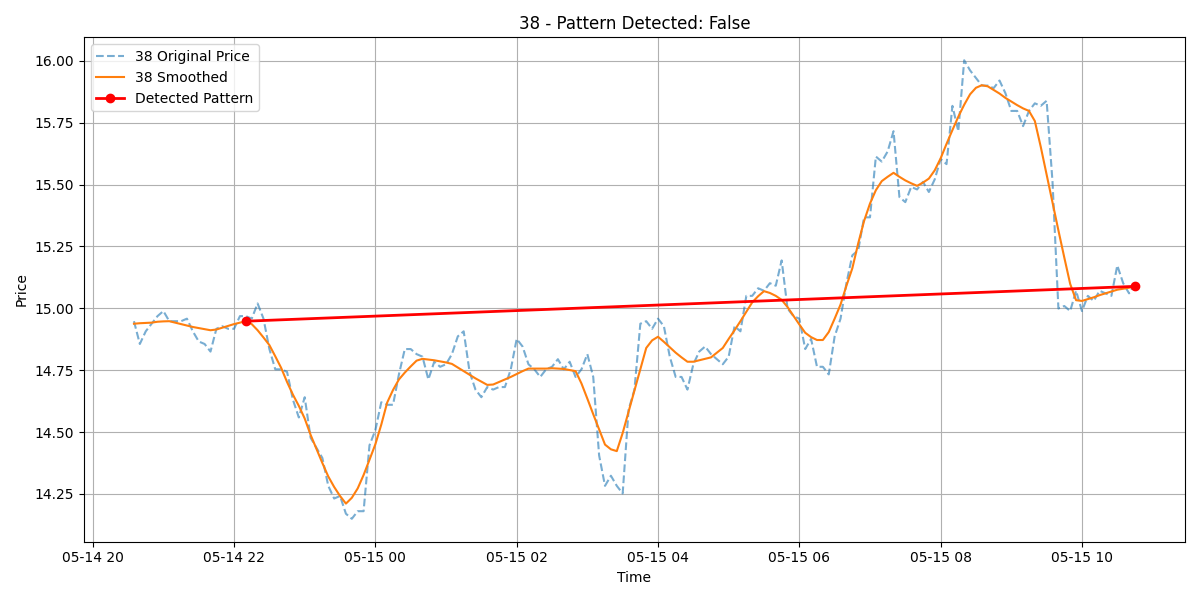 38 - Pattern Detected: False
38 Original Price
38 Smoothed
Detected Pattern
Price
16.00
15.75
15.50
15.25
15.00
14.75
14.50
14.25
05-14 20
05-14 22
05-15 00
05-15 02
05-15 04
05-15 06
05-15 08
05-15 10
Time